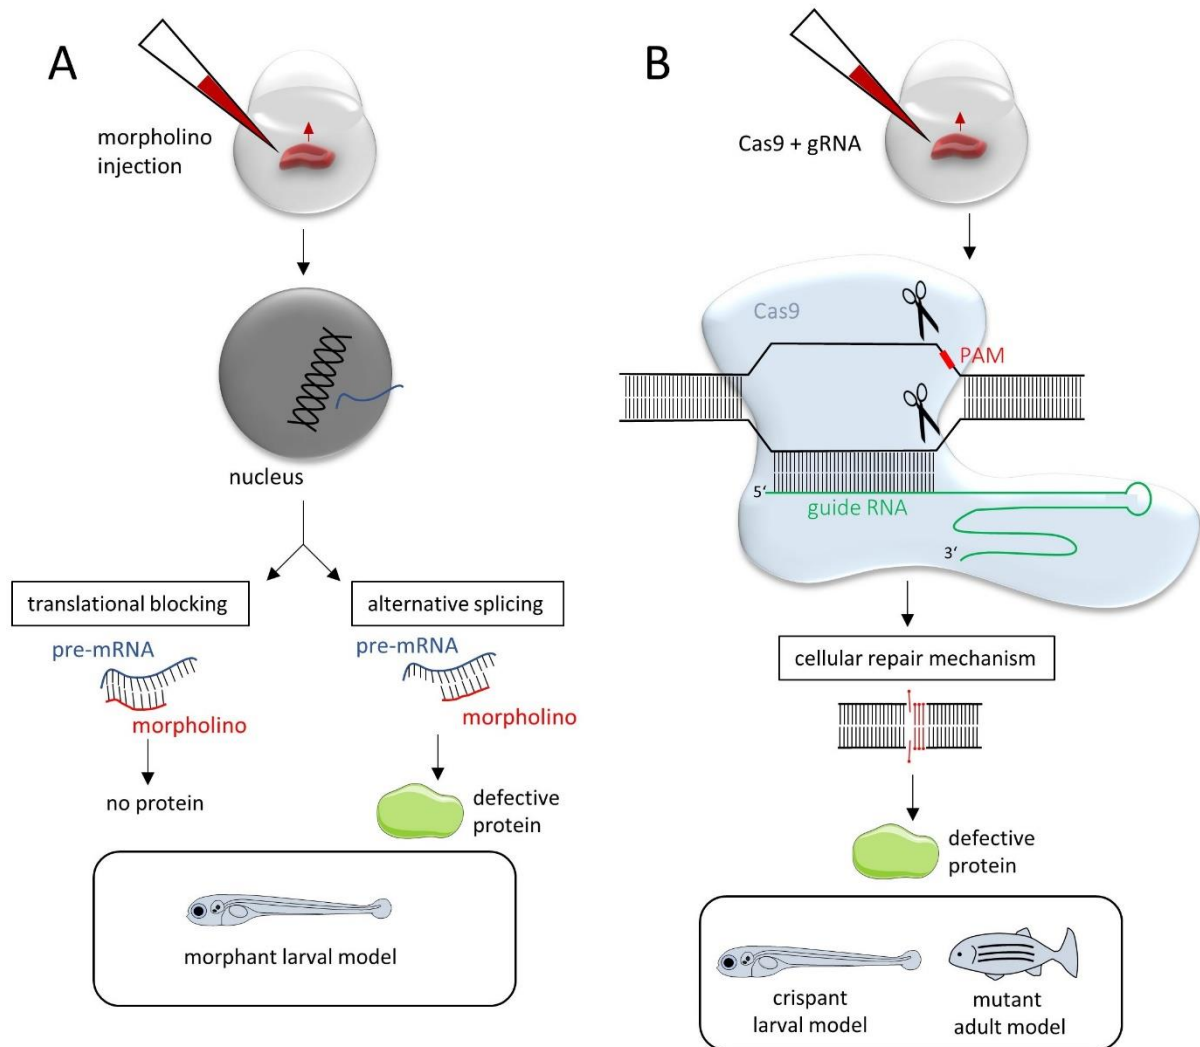 A
morpholino
injection
nucleus
translational blocking
alternative splicing
pre-mRNA
morpholino
pre-mRNA
morpholino
no protein
defective
protein
morphant larval model
B
Cas9 + gRNA
Cas9
PAM
5‘
guide RNA
3‘
cellular repair mechanism
defective
protein
crispant
larval model
mutant
adult model